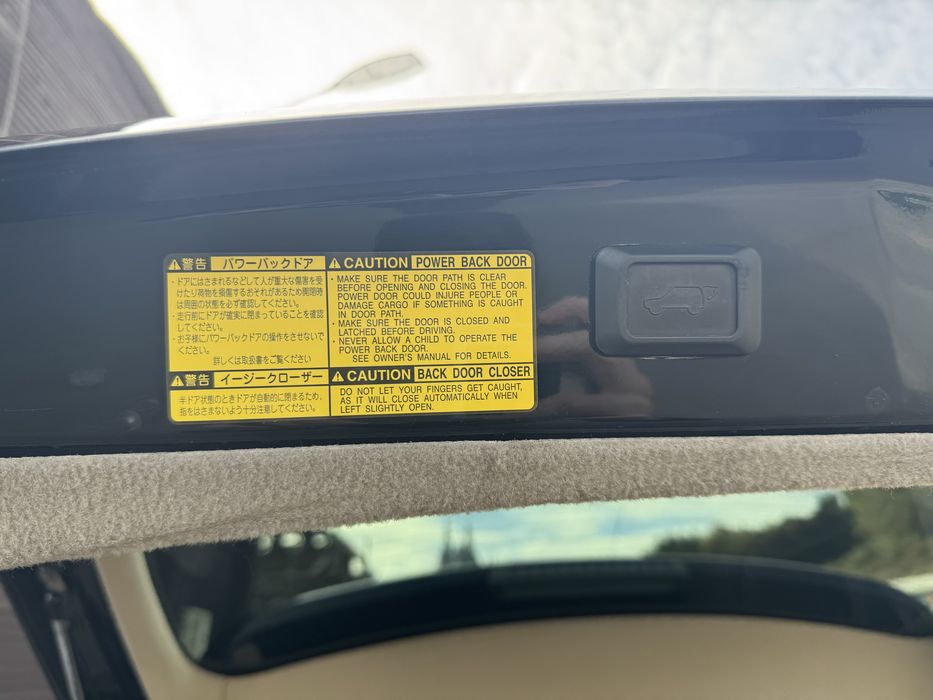 警告 パワーバックドア
・ドアにはさまれるなどして人が重大な傷害を受
けたり荷物を損傷するおそれがあるため開閉時
は周囲の状態を必ず確認してください。
・走行前にドアが確実に閉まっていることを確認
してください。
・お子様にパワーバックドアの操作をさせないで
ください。
詳しくは取扱書をご覧ください
警告 イージークローザー
半ドア状態のときドアが自動的に閉まるため、
指をはさまないよう十分注意してください。
CAUTION POWER BACK DOOR
・MAKE SURE THE DOOR PATH IS CLEAR
BEFORE OPENING AND CLOSING THE DOOR.
POWER DOOR COULD INJURE PEOPLE OR
DAMAGE CARGO IF SOMETHING IS CAUGHT
IN DOOR PATH.
・MAKE SURE THE DOOR IS CLOSED AND
LATCHED BEFORE DRIVING.
・NEVER ALLOW A CHILD TO OPERATE THE
POWER BACK DOOR.
SEE OWNER'S MANUAL FOR DETAILS.
CAUTION BACK DOOR CLOSER
DO NOT LET YOUR FINGERS GET CAUGHT,
AS IT WILL CLOSE AUTOMATICALLY WHEN
LEFT SLIGHTLY OPEN.